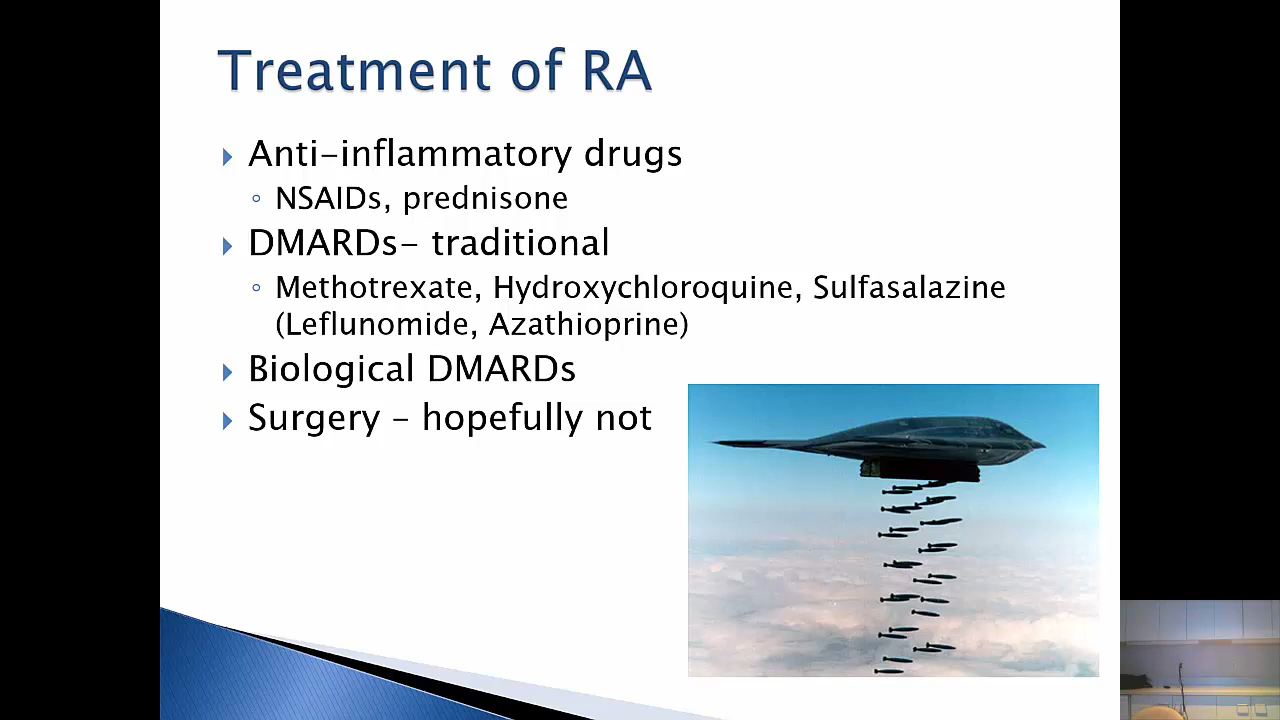 Treatment of RA
Anti-inflammatory drugs
NSAIDs, prednisone
DMARDs- traditional
Methotrexate, Hydroxychloroquine, Sulfasalazine
(Leflunomide, Azathioprine)
Biological DMARDs
Surgery – hopefully not